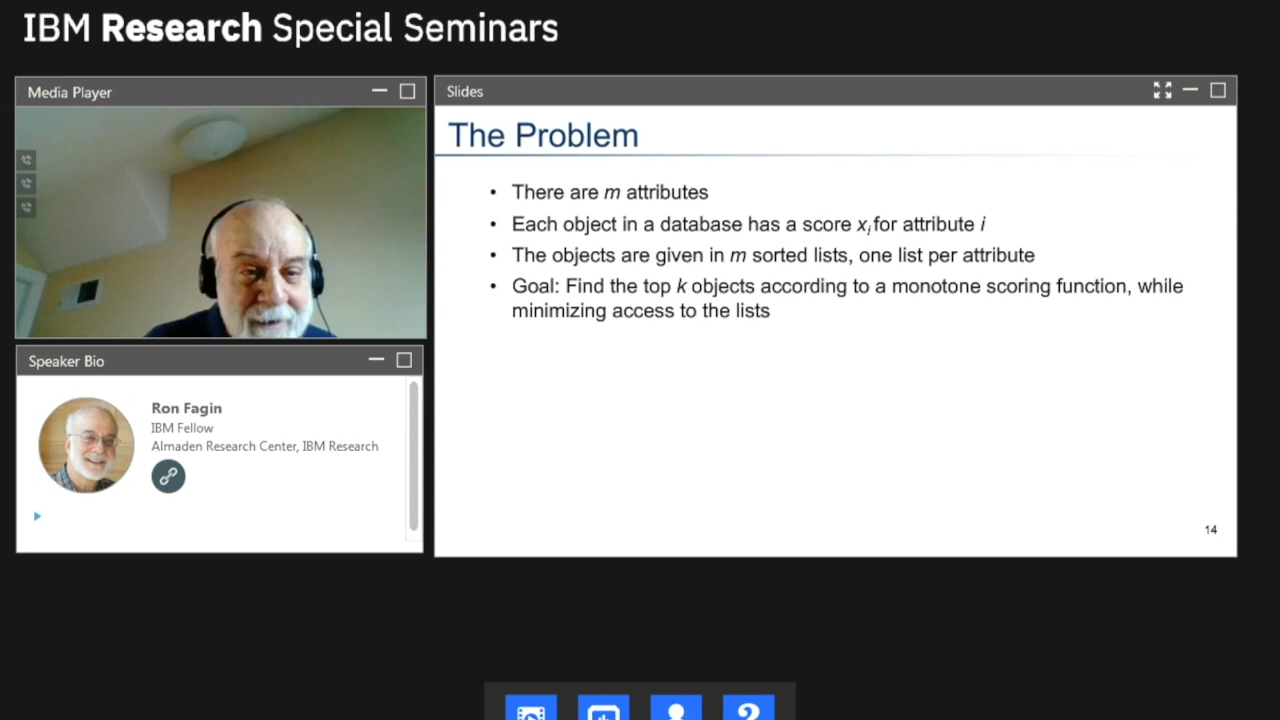 IBM Research Special Seminars
Media Player
Slides
The Problem
• There are m attributes
• Each object in a database has a score xi for attribute i
• The objects are given in m sorted lists, one list per attribute
• Goal: Find the top k objects according to a monotone scoring function, while
minimizing access to the lists
14
Speaker Bio
Ron Fagin
IBM Fellow
Almaden Research Center, IBM Research
?